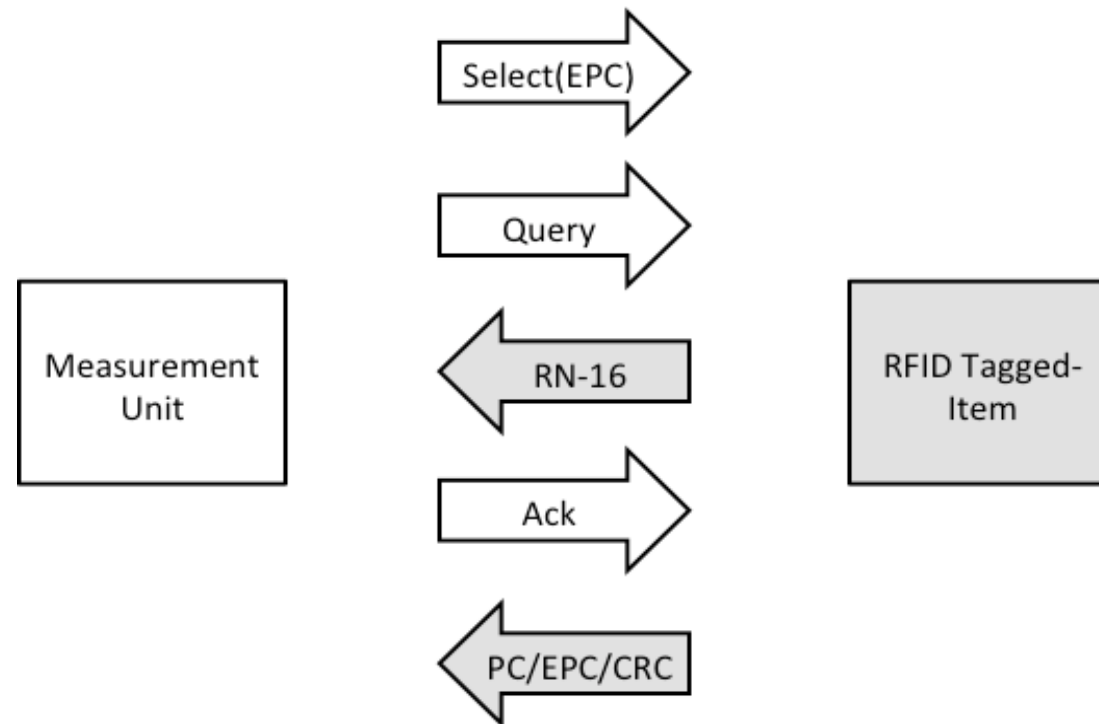 Select(EPC)
Query
Measurement
Unit
RN-16
RFID Tagged-
Item
Ack
PC/EPC/CRC